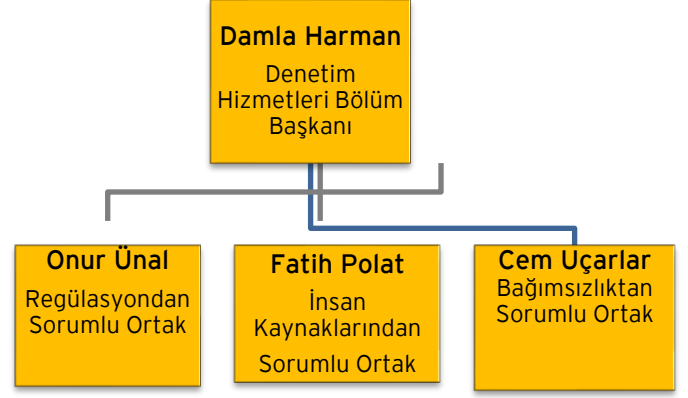 Damla Harman
Denetim
Hizmetleri Bölüm
Başkanı
Onur Ünal
Regülasyondan
Sorumlu Ortak
Fatih Polat
İnsan
Kaynaklarından
Sorumlu Ortak
Cem Uçarlar
Bağımsızlıktan
Sorumlu Ortak